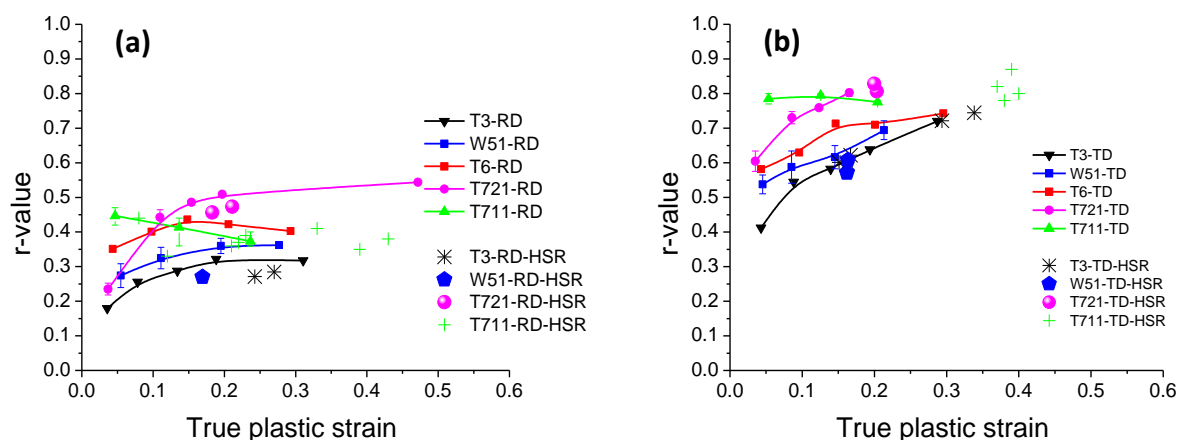 (a)
r-value
1.0
0.9
0.8
0.7
0.6
0.5
0.4
0.3
0.2
0.1
0.0
0.0 0.1 0.2 0.3 0.4 0.5 0.6
True plastic strain
T3-RD
W51-RD
T6-RD
T721-RD
T711-RD
T3-RD-HSR
W51-RD-HSR
T721-RD-HSR
T711-RD-HSR
(b)
r-value
1.0
0.9
0.8
0.7
0.6
0.5
0.4
0.3
0.2
0.1
0.0
0.0 0.1 0.2 0.3 0.4 0.5 0.6
True plastic strain
T3-TD
W51-TD
T6-TD
T721-TD
T711-TD
T3-TD-HSR
W51-TD-HSR
T721-TD-HSR
T711-TD-HSR